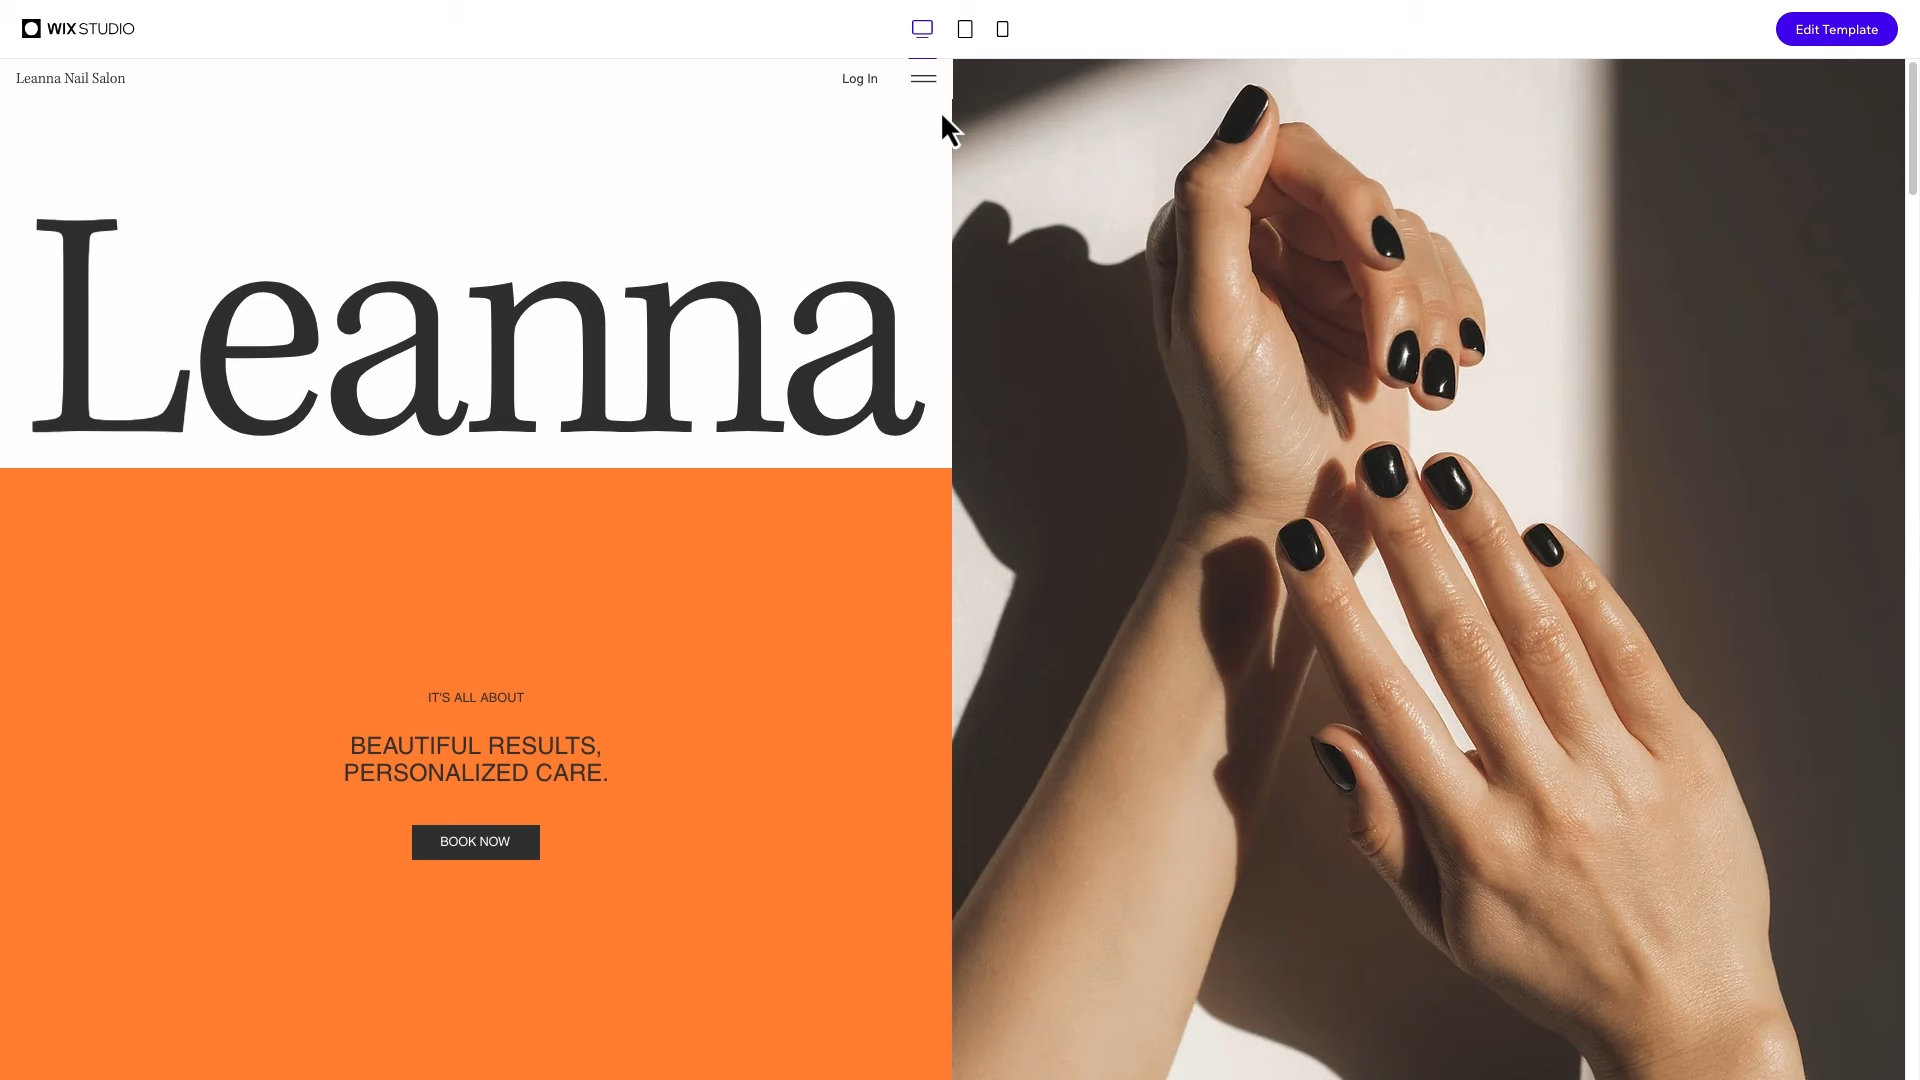 WIX STUDIO
Edit Template
Leanna Nail Salon
Log In
Leanna
IT'S ALL ABOUT
BEAUTIFUL RESULTS,
PERSONALIZED CARE.
BOOK NOW